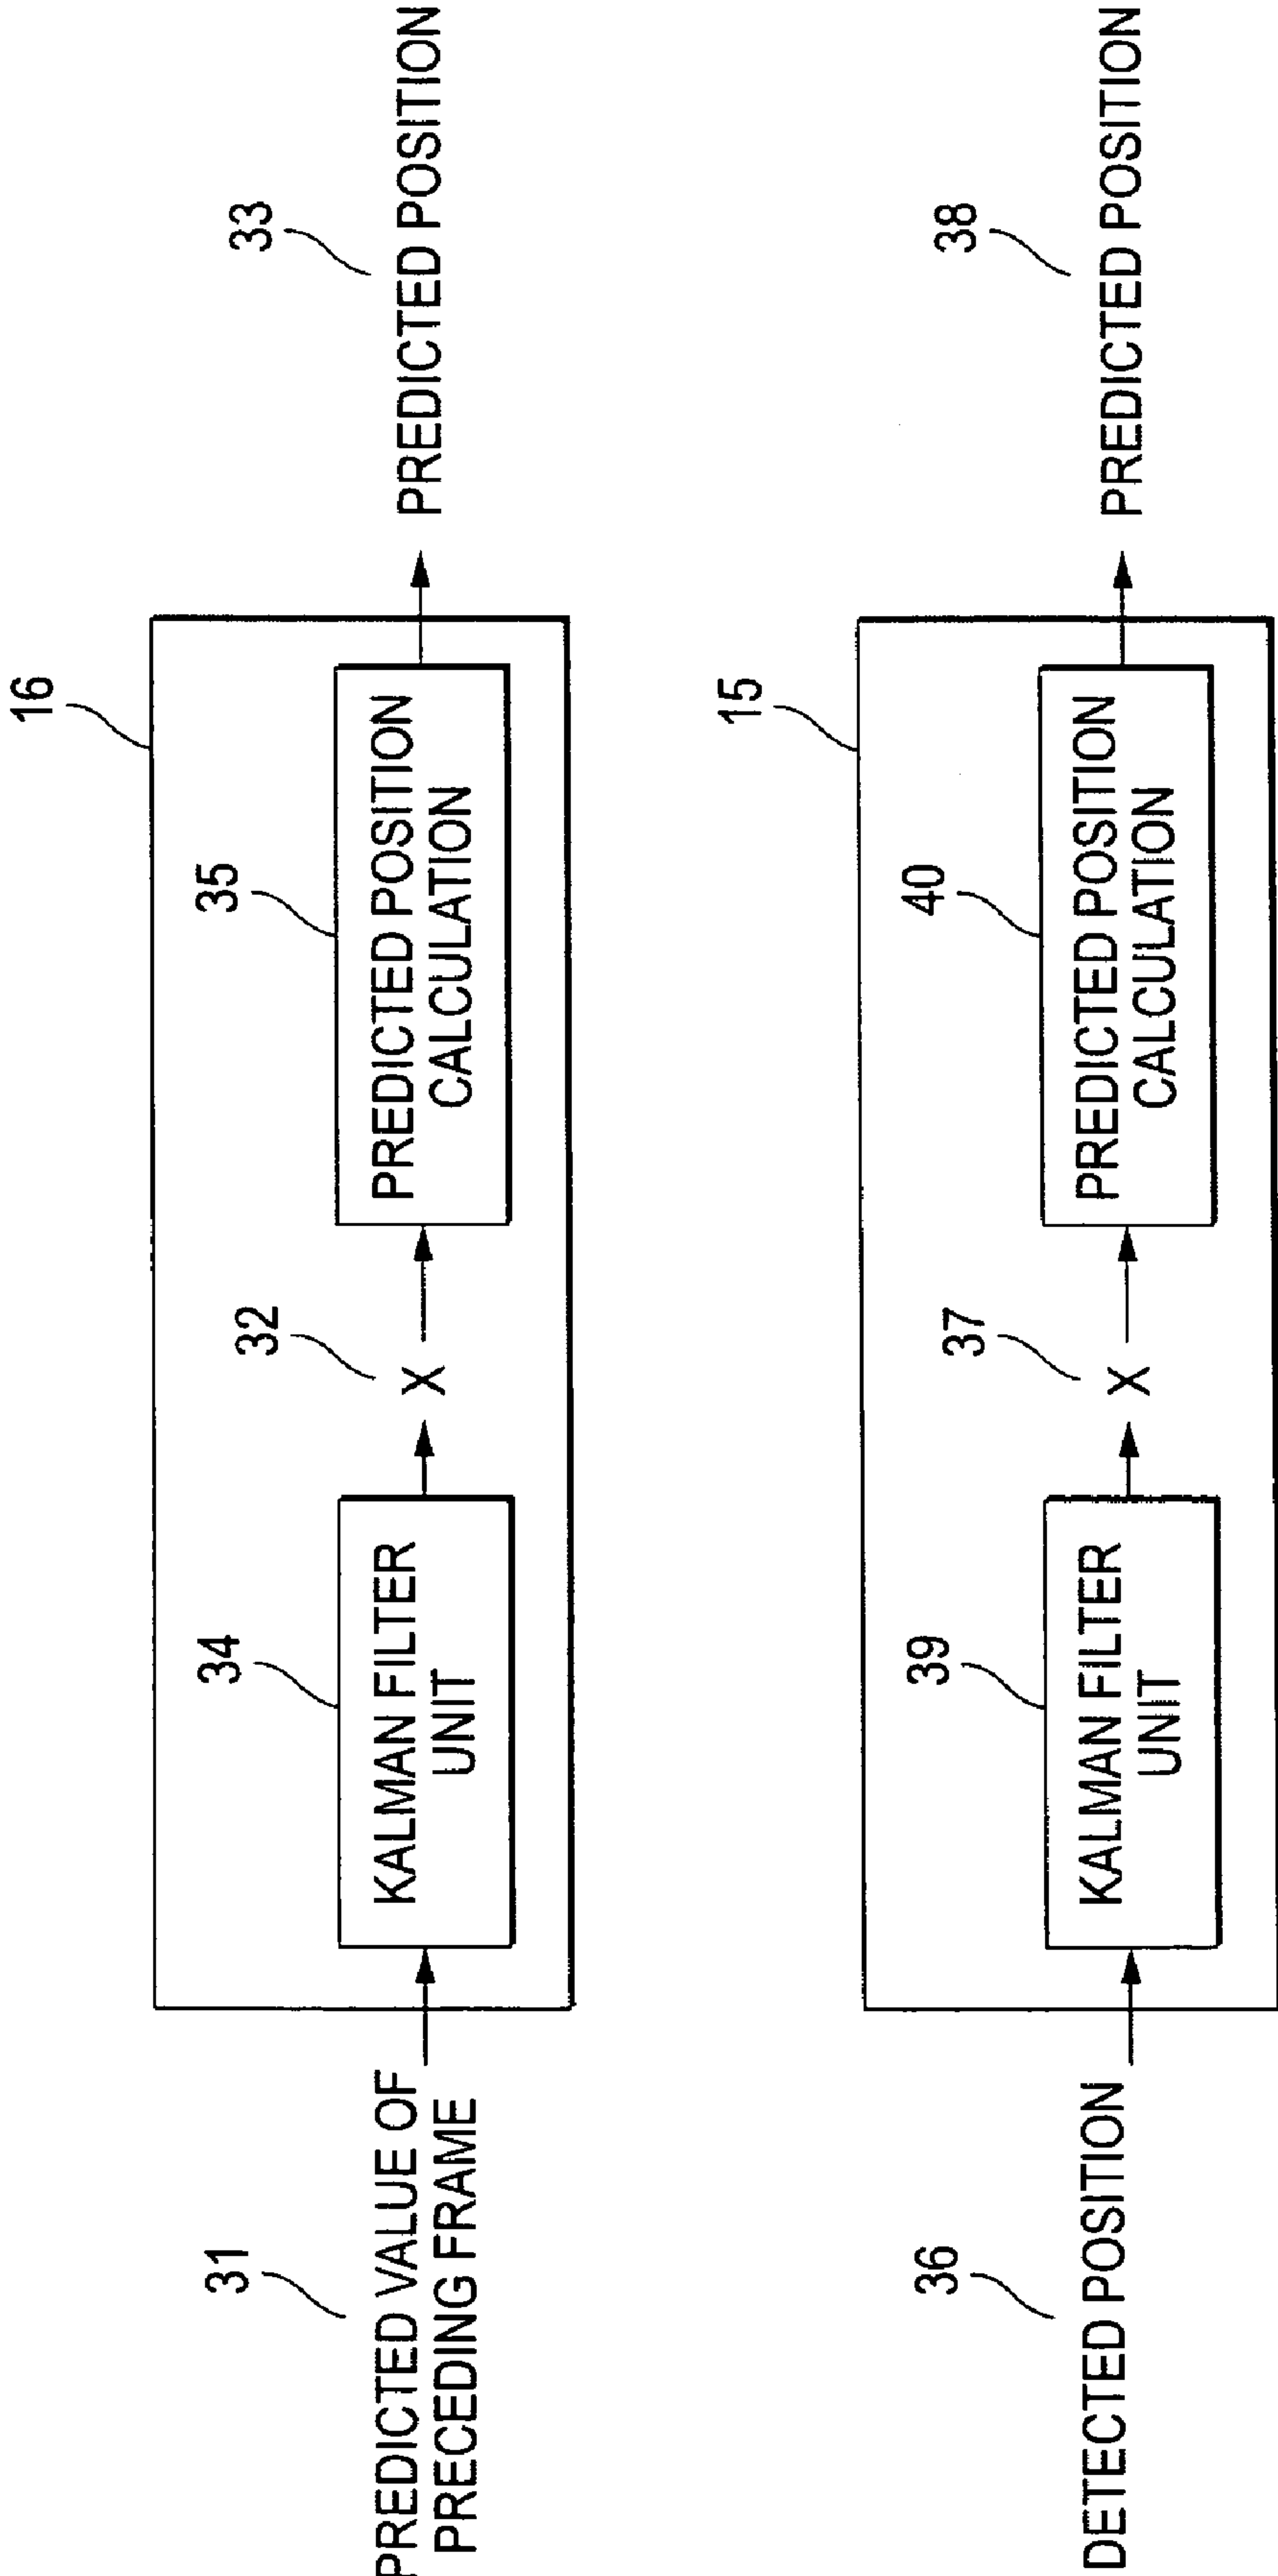 16
31
PREDICTED VALUE OF
PRECEDING FRAME
34
KALMAN FILTER
UNIT
32
X
35
PREDICTED POSITION
CALCULATION
33
PREDICTED POSITION
15
36
DETECTED POSITION
39
KALMAN FILTER
UNIT
37
X
40
PREDICTED POSITION
CALCULATION
38
PREDICTED POSITION